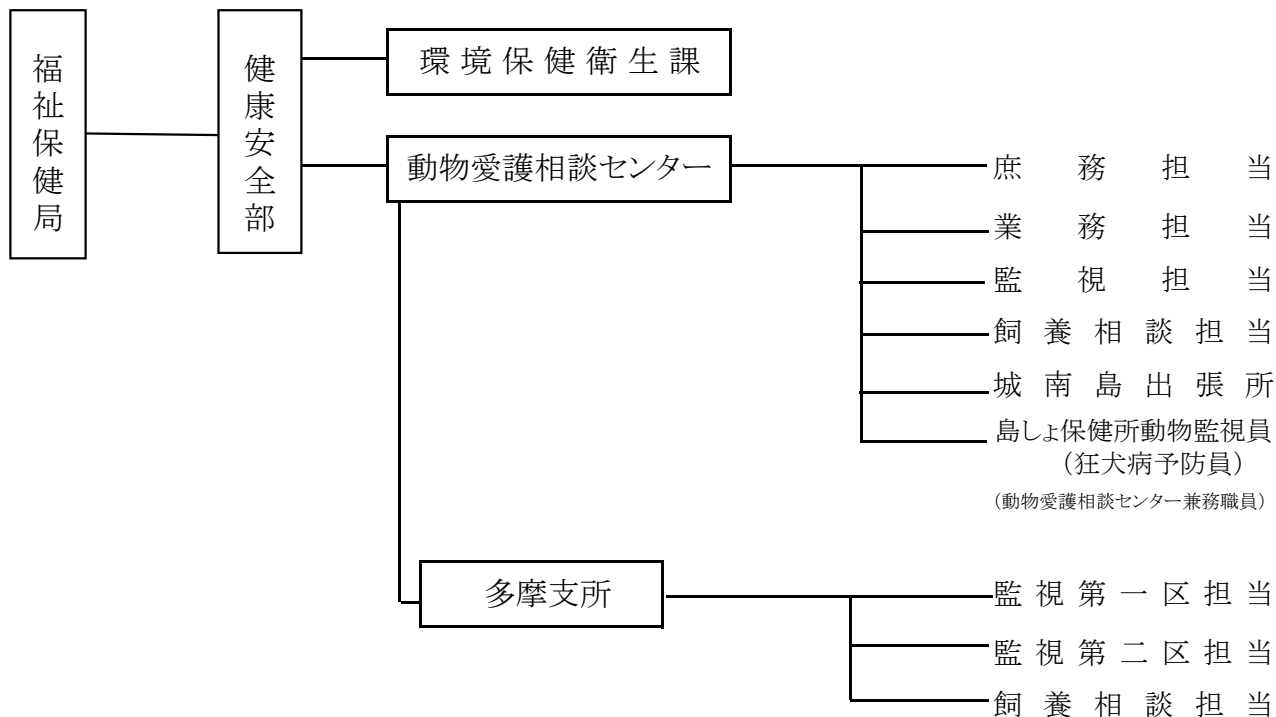 福祉保健局
健康安全部
環境保健衛生課
動物愛護相談センター
庶務担当
業務担当
監視担当
飼養相談担当
城南島出張所
島しょ保健所動物監視員
（狂犬病予防員）
（動物愛護相談センター兼務職員）
多摩支所
監視第一区担当
監視第二区担当
飼養相談担当